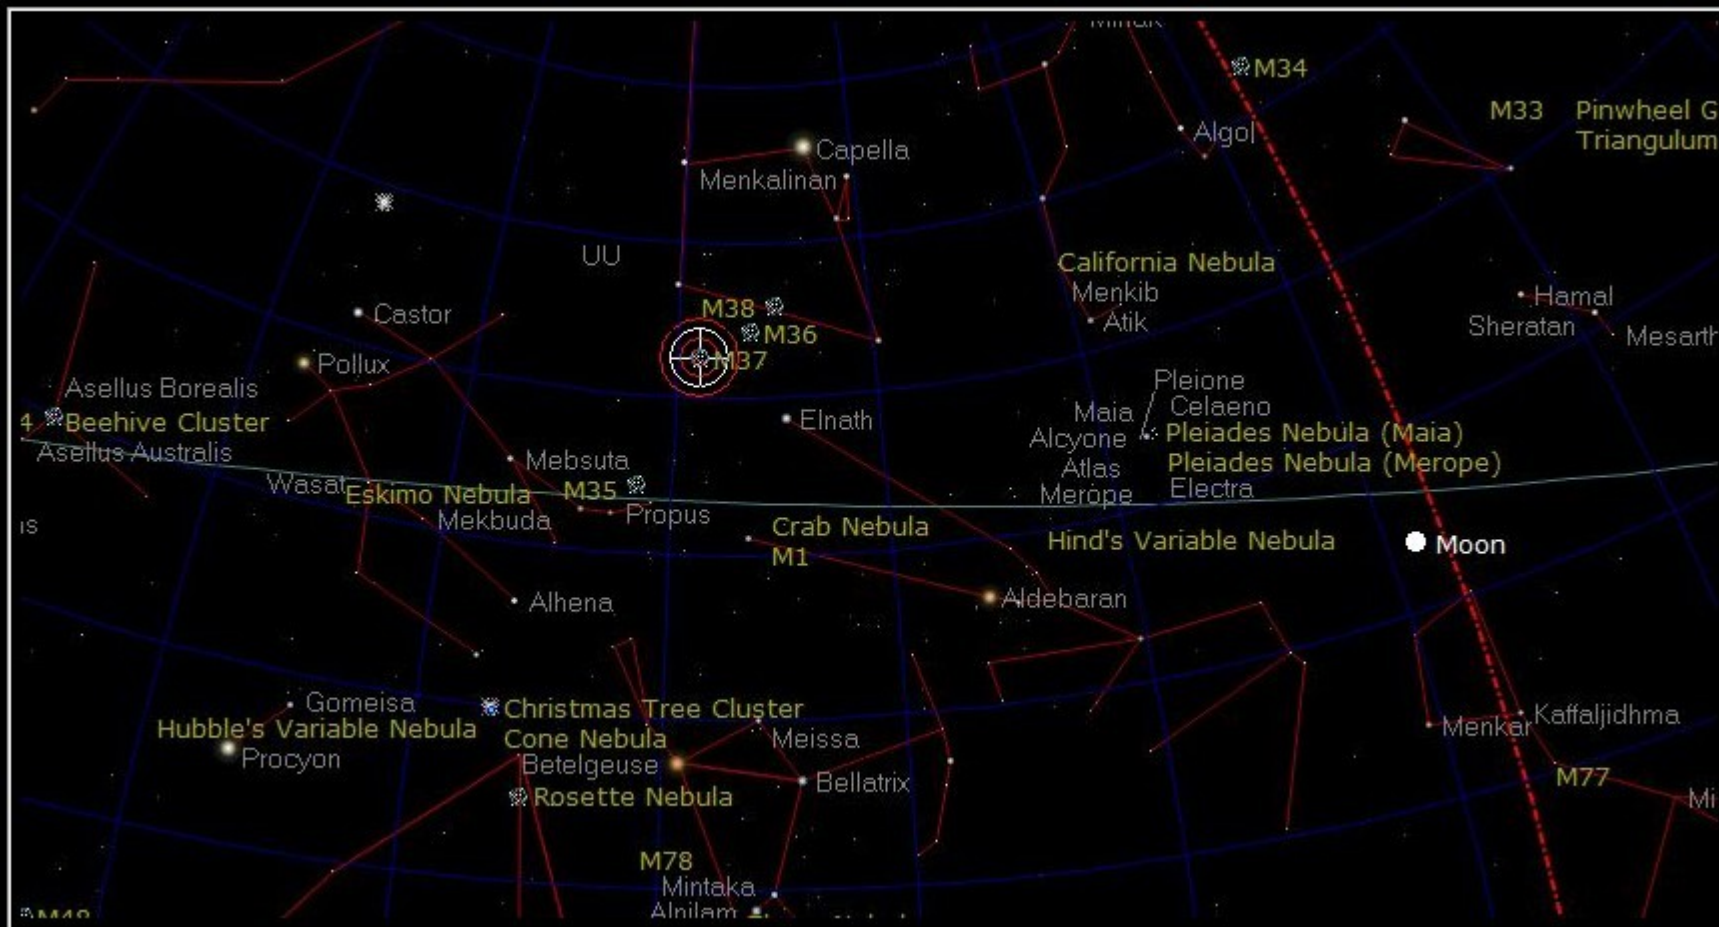 M34
M33 Pinwheel G
Triangulum
Algol
Capella
Menkalinan
UU
California Nebula
Menkib
Atik
Hamal
Sheratan
Mesarth
M38
M36
M37
Castor
Pollux
Asellus Borealis
4 Beehive Cluster
Asellus Australis
Elnath
Pleione
Celaeno
Maia
Alcyone
Pleiades Nebula (Maia)
Atlas
Pleiades Nebula (Merope)
Merope
Electra
Mebsuta
Wasat
Eskimo Nebula
M35
Mekbuda
Propus
is
Crab Nebula
M1
Hind's Variable Nebula
Moon
Aldebaran
Alhena
Gomeisa
Hubble's Variable Nebula
Procyon
Christmas Tree Cluster
Cone Nebula
Meissa
Betelgeuse
Bellatrix
Rosette Nebula
Menkar
Kaffaljidhma
M77
Mi
M78
Mintaka
Alnilam
M48